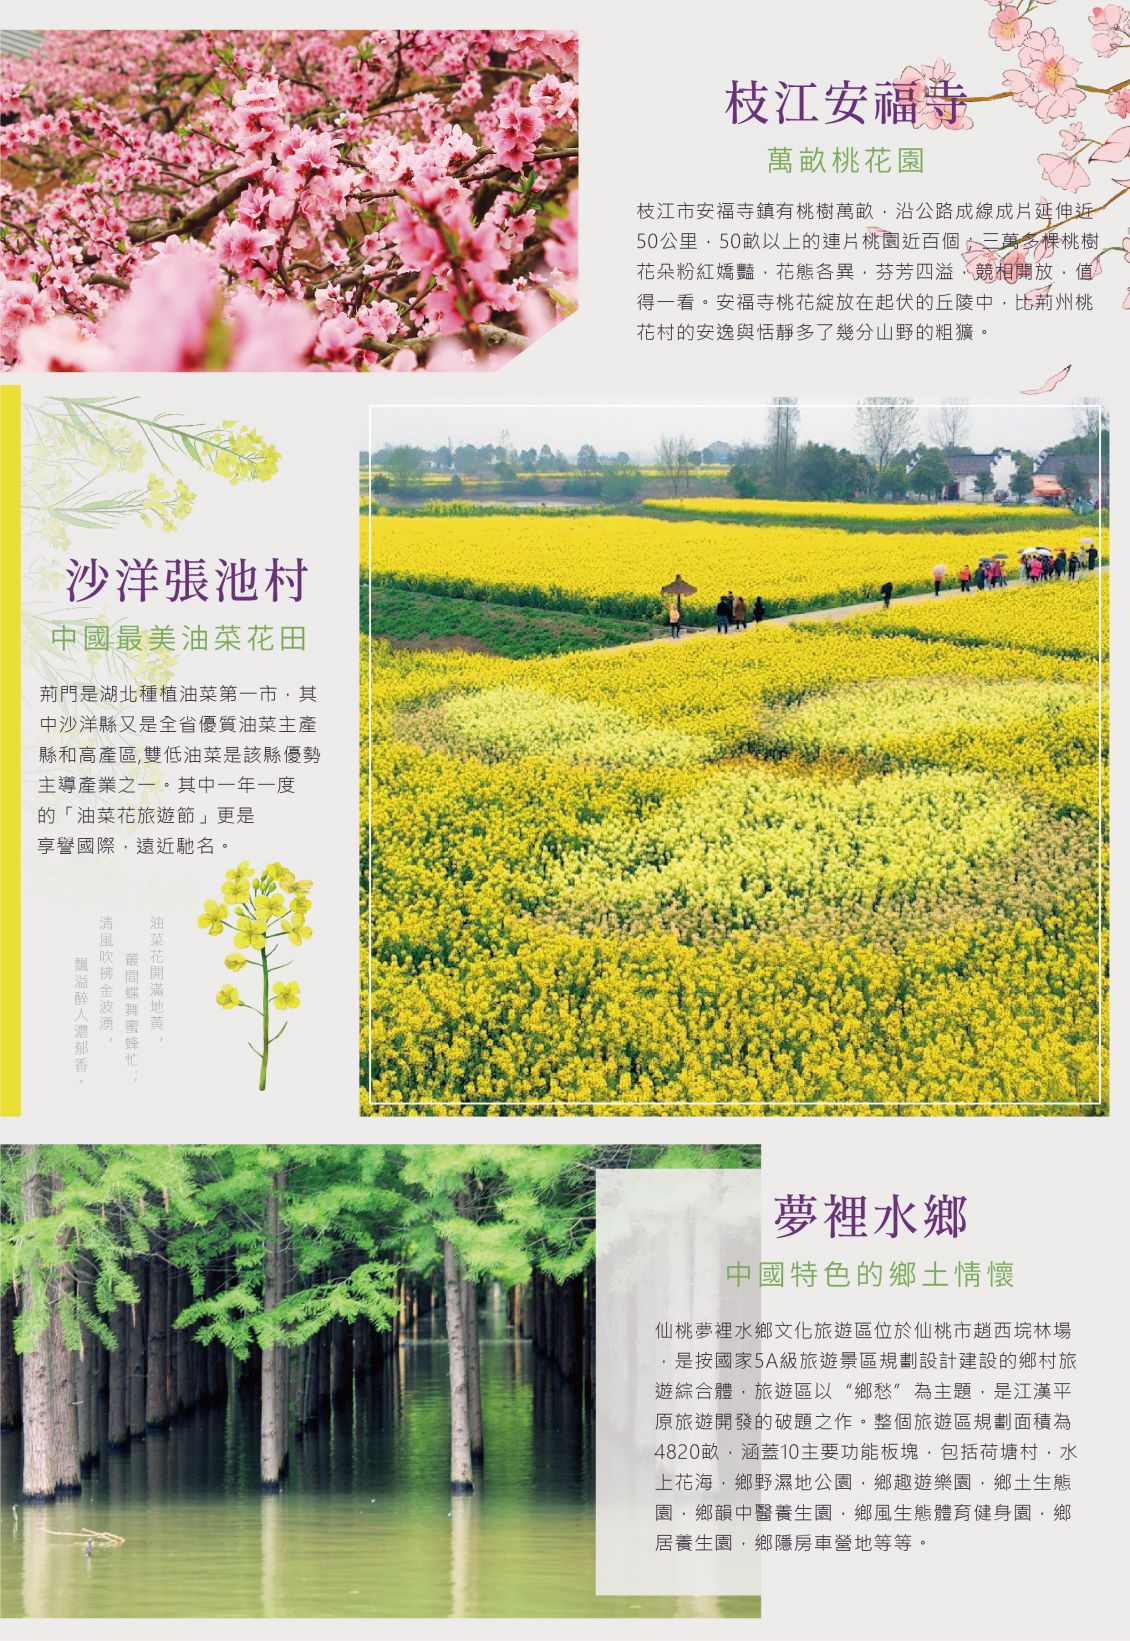 枝江安福寺
萬畝桃花園
枝江市安福寺鎮有桃樹萬畝，沿公路成線成片延伸近
50公里，50畝以上的連片桃園近百個；三萬多棵桃樹
花朵粉紅嬌豔，花態各異，芬芳四溢，競相開放，值
得一看。安福寺桃花綻放在起伏的丘陵中，比荊州桃
花村的安逸與恬靜多了幾分山野的粗獷。
沙洋張池村
中國最美油菜花田
荊門是湖北種植油菜第一市，其
中沙洋縣又是全省優質油菜主產
縣和高產區,雙低油菜是該縣優勢
主導產業之一。其中一年一度
的「油菜花旅遊節」更是
享譽國際，遠近馳名。
油菜花開滿地黃，
叢間蝶舞蜜蜂忙；
清風吹拂金波湧，
飄溢醉人濃郁香。
夢裡水鄉
中國特色的鄉土情懷
仙桃夢裡水鄉文化旅遊區位於仙桃市趙西垸林場
，是按國家5A級旅遊景區規劃設計建設的鄉村旅
遊綜合體，旅遊區以“鄉愁”為主題，是江漢平
原旅遊開發的破題之作。整個旅遊區規劃面積為
4820畝，涵蓋10主要功能板塊，包括荷塘村，水
上花海，鄉野濕地公園，鄉趣遊樂園，鄉土生態
園，鄉韻中醫養生園，鄉風生態體育健身園，鄉
居養生園，鄉隱房車營地等等。